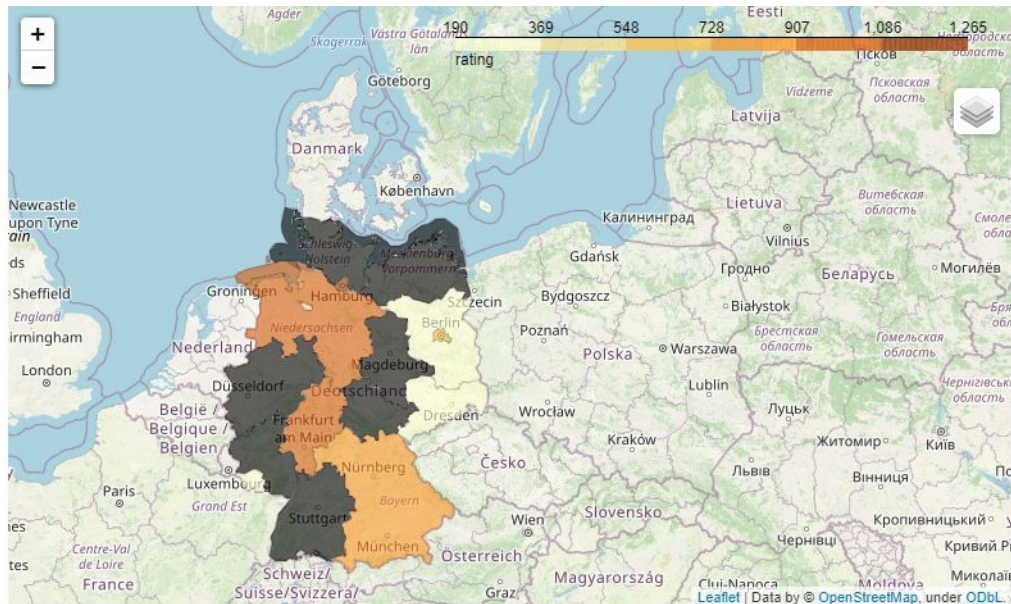 +
−
190 369 548 728 907 1,086 1,265
rating
Eesti
Agder
Skagerrak
Västra Götalands
län
Göteborg
Псков
Псковская
область
Vidzeme
Latvija
Danmark
København
Newcastle
upon Tyne
Lietuva
Витебская
область
Калининград
Vilnius
Schleswig-
Holstein
Mecklenburg-
Vorpommern
Gdańsk
Гродно
Беларусь
Могилёв
Sheffield
England
Groningen
Hamburg
Szczecin
Bydgoszcz
Białystok
Berlin
Niedersachsen
Poznań
Брестская
область
Гомельская
область
Nederland
Magdeburg
Polska
Warszawa
London
Düsseldorf
Deutschland
Lublin
België /
Belgique /
Belgien
Frankfurt
am Main
Dresden
Wrocław
Луцьк
Kraków
Житомир
Київ
Česko
Львів
Вінниця
Luxembourg
Nürnberg
Paris
Grand Est
Bayern
Slovensko
Stuttgart
Wien
Кропивницький
Чернівці
München
Österreich
Кривий Рі
Centre-Val
de Loire
France
Schweiz/
Suisse/Svizzera/
Magyarország
Cluj-Napoca
Moldova
Миколаї
Leaflet | Data by © OpenStreetMap, under ODbL.